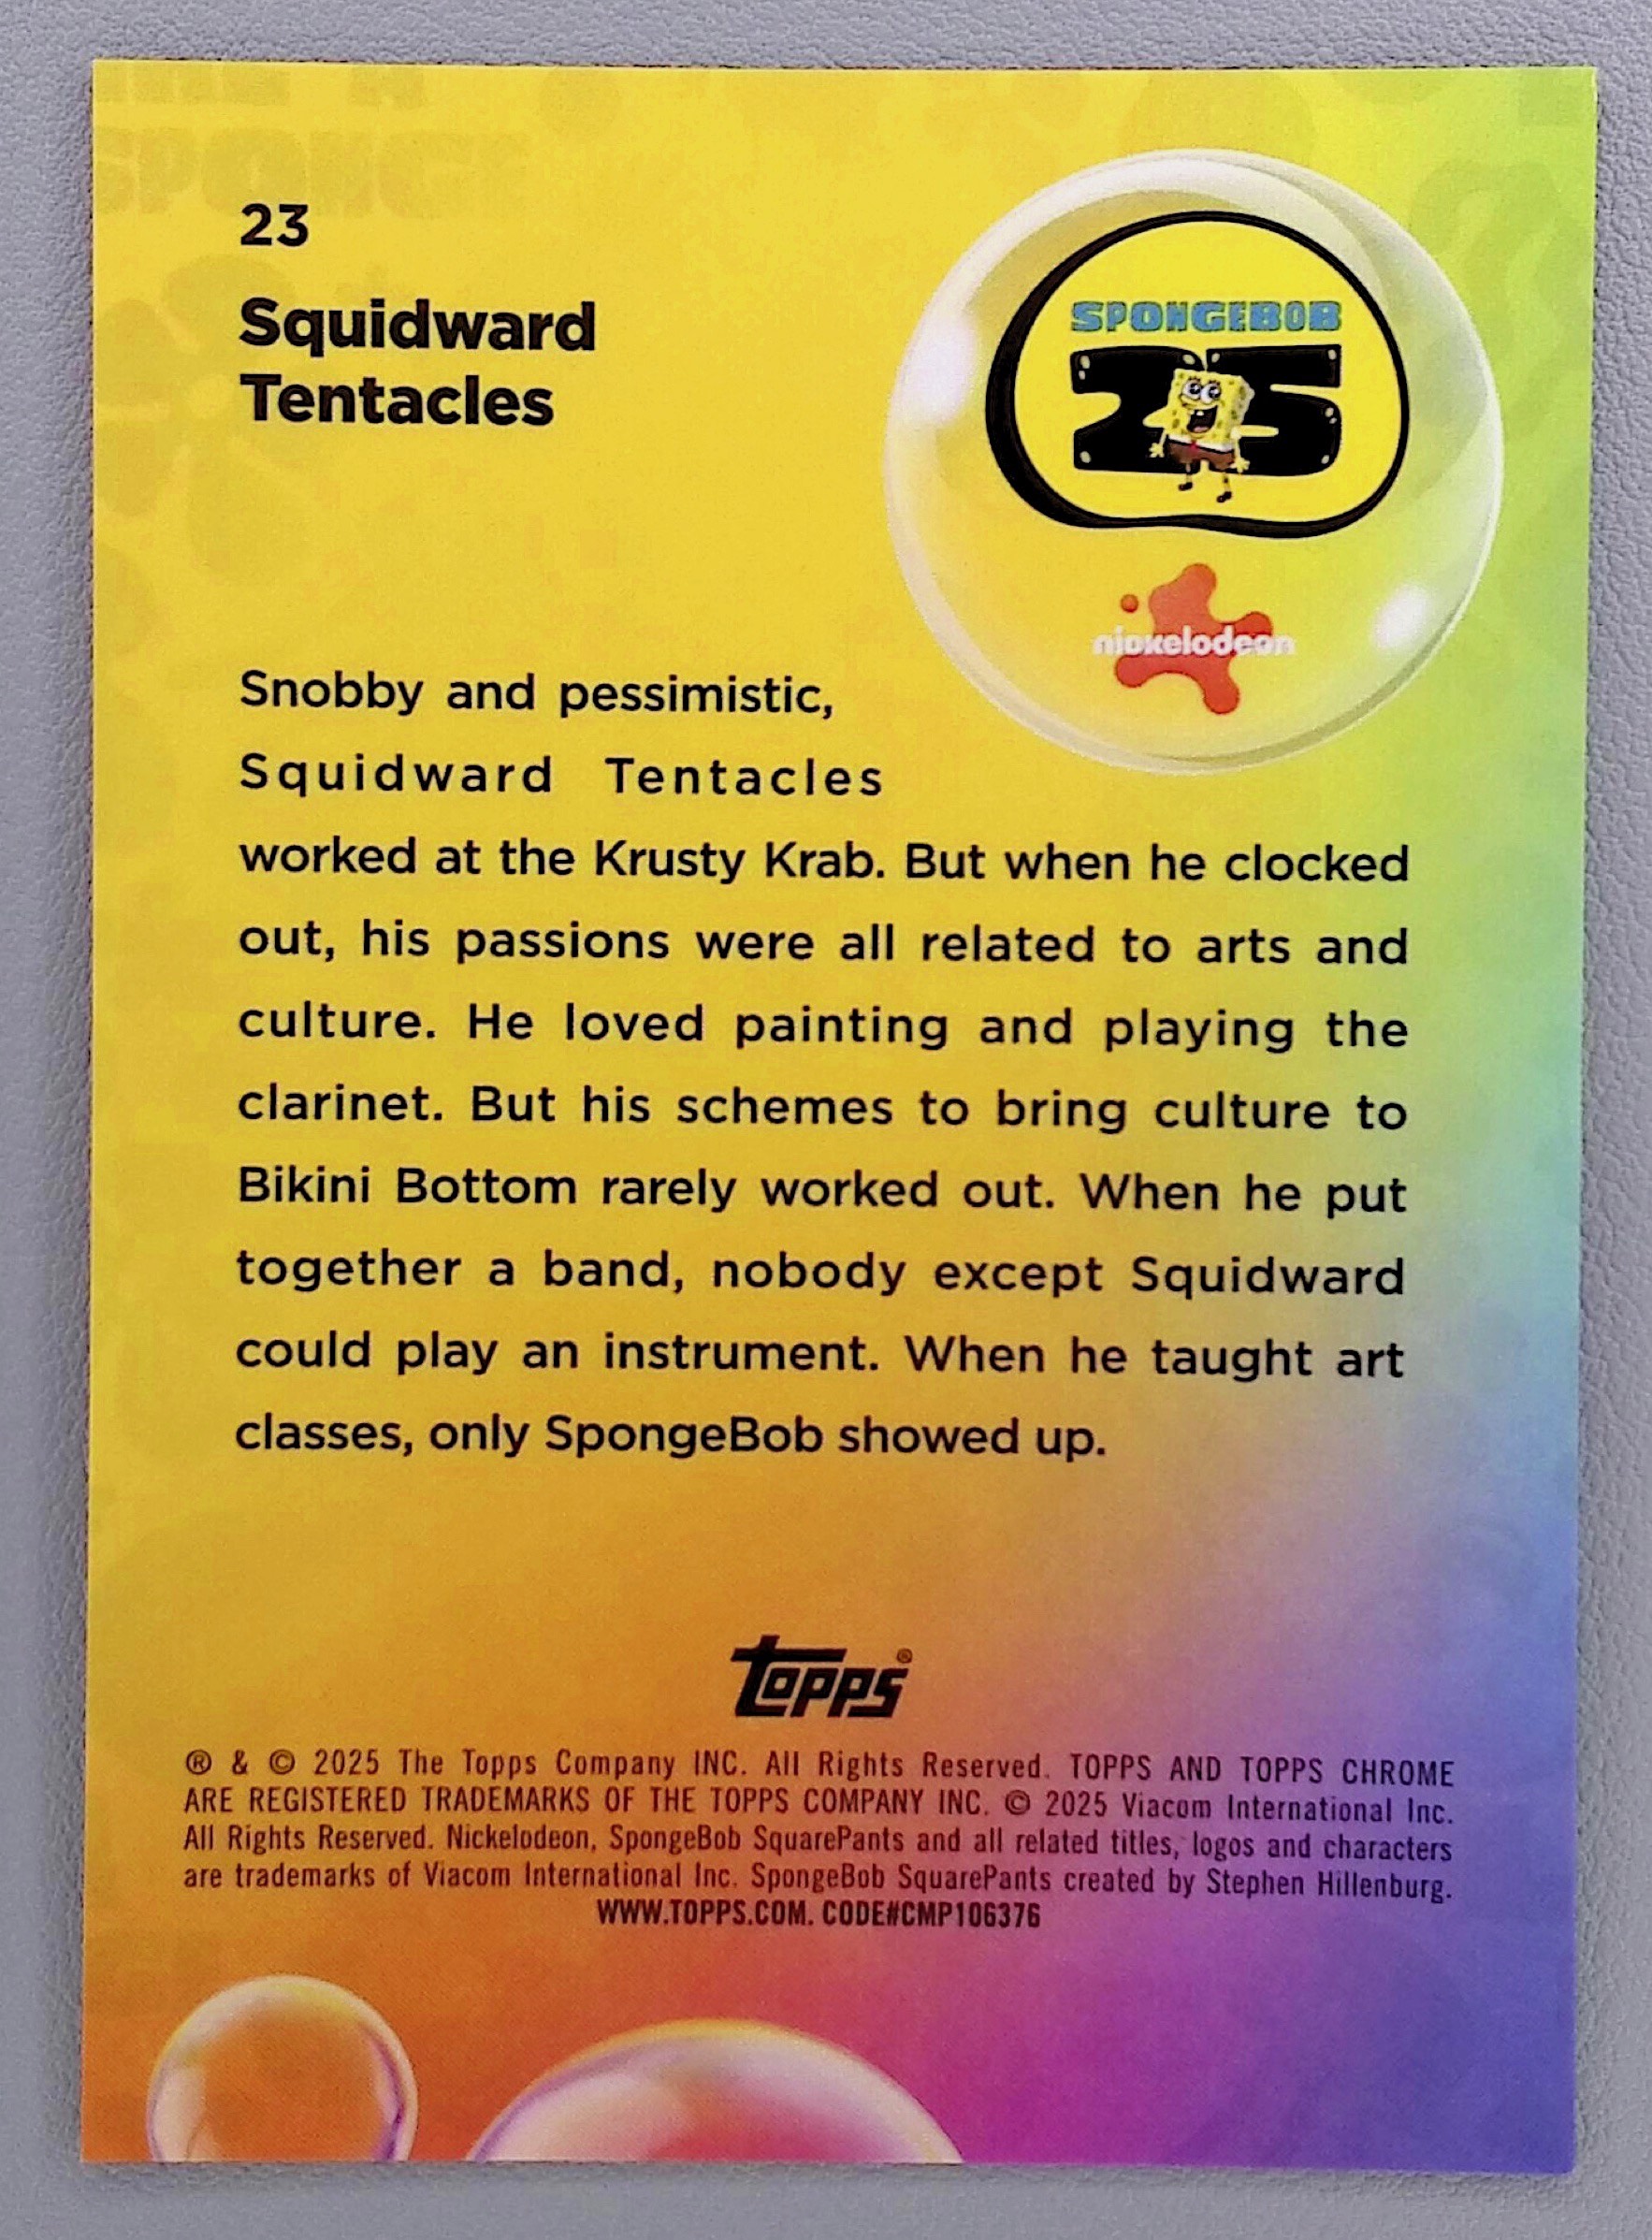 23
Squidward
Tentacles
SPONGEBOB
25
nickelodeon
Snobby and pessimistic,
Squidward Tentacles
worked at the Krusty Krab. But when he clocked
out, his passions were all related to arts and
culture. He loved painting and playing the
clarinet. But his schemes to bring culture to
Bikini Bottom rarely worked out. When he put
together a band, nobody except Squidward
could play an instrument. When he taught art
classes, only SpongeBob showed up.
topps®
® & © 2025 The Topps Company INC. All Rights Reserved. TOPPS AND TOPPS CHROME
ARE REGISTERED TRADEMARKS OF THE TOPPS COMPANY INC. © 2025 Viacom International Inc.
All Rights Reserved. Nickelodeon, SpongeBob SquarePants and all related titles, logos and characters
are trademarks of Viacom International Inc. SpongeBob SquarePants created by Stephen Hillenburg.
WWW.TOPPS.COM. CODE#CMP106376